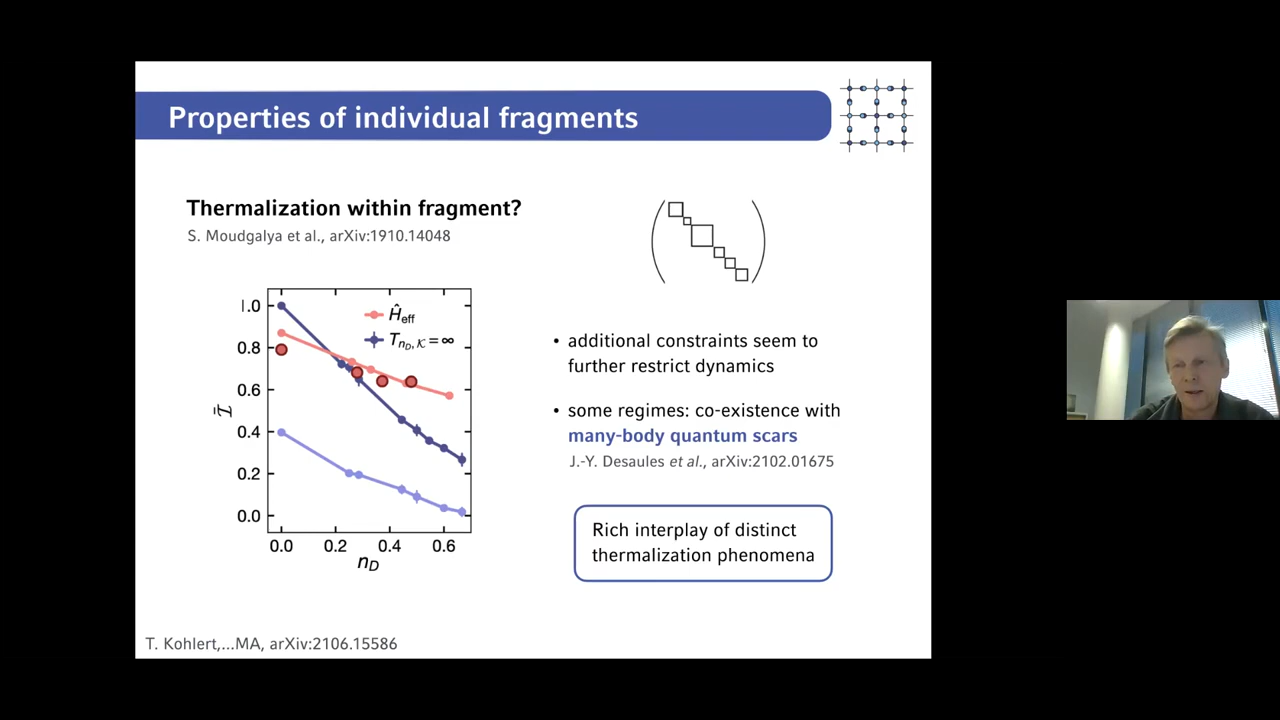 Properties of individual fragments
Thermalization within fragment?
S. Moudgalya et al., arXiv:1910.14048
1.0
0.8
0.6
0.4
0.2
0.0
Ī
Ĥeff
T_{n_D, 𝒦} = ∞
0.0 0.2 0.4 0.6
n_D
• additional constraints seem to
further restrict dynamics
• some regimes: co-existence with
many-body quantum scars
J.-Y. Desaules et al., arXiv:2102.01675
Rich interplay of distinct
thermalization phenomena
T. Kohlert,...MA, arXiv:2106.15586